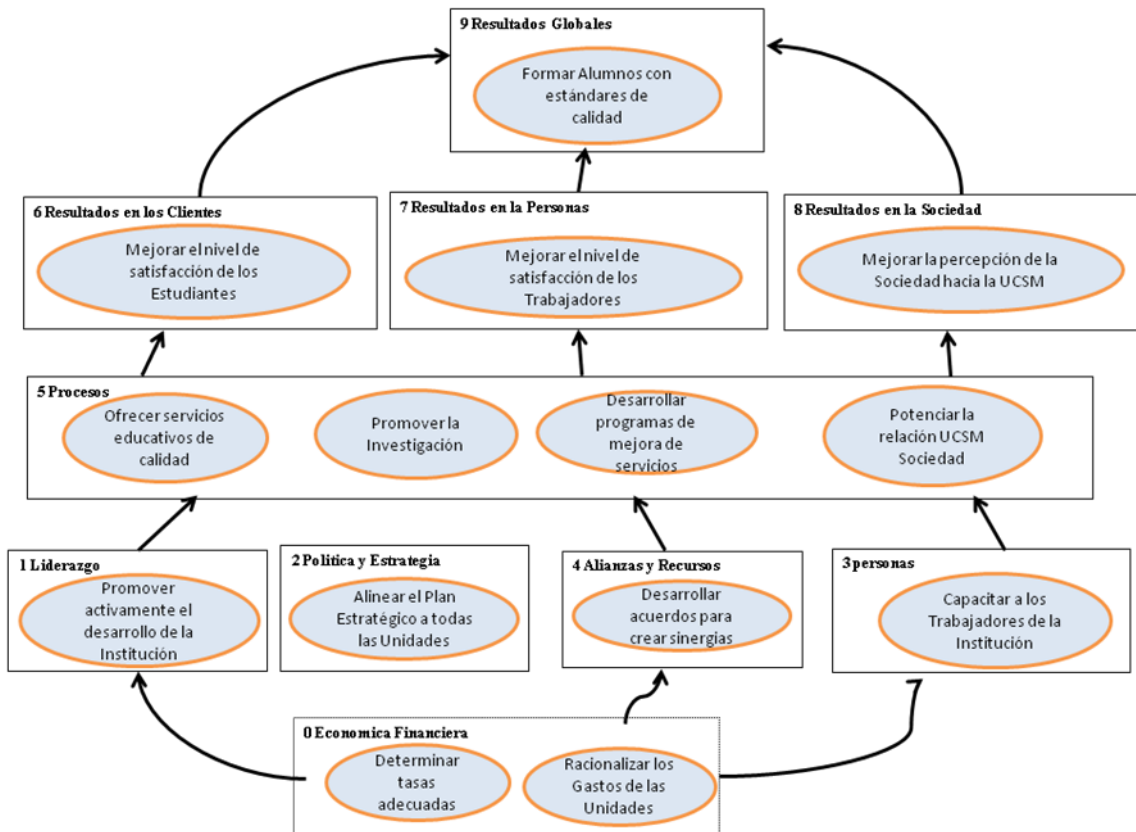 9 Resultados Globales
Formar Alumnos con
estándares de
calidad
6 Resultados en los Clientes
Mejorar el nivel de
satisfacción de los
Estudiantes
7 Resultados en la Personas
Mejorar el nivel de
satisfacción de los
Trabajadores
8 Resultados en la Sociedad
Mejorar la percepción de la
Sociedad hacia la UCSM
5 Procesos
Ofrecer servicios
educativos de
calidad
Promover la
Investigación
Desarrollar
programas de
mejora de
servicios
Potenciar la
relación UCSM
Sociedad
1 Liderazgo
Promover
activamente el
desarrollo de la
Institución
2 Política y Estrategia
Alinear el Plan
Estratégico a todas
las Unidades
4 Alianzas y Recursos
Desarrollar
acuerdos para
crear sinergias
3 personas
Capacitar a los
Trabajadores de la
Institución
0 Economica Financiera
Determinar
tasas
adecuadas
Racionalizar los
Gastos de las
Unidades